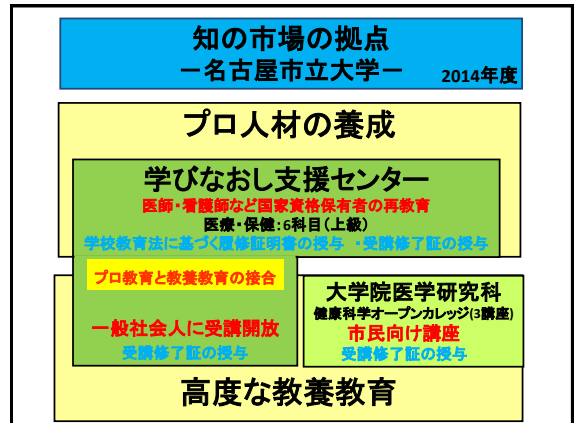 知の市場の拠点
－名古屋市立大学－ 2014年度
プロ人材の養成
学びなおし支援センター
医師・看護師など国家資格保有者の再教育
医療・保健：6科目（上級）
学校教育法に基づく履修証明書の授与 ・受講修了証の授与
プロ教育と教養教育の接合
一般社会人に受講開放
受講修了証の授与
大学院医学研究科
健康科学オープンカレッジ(3講座)
市民向け講座
受講修了証の授与
高度な教養教育